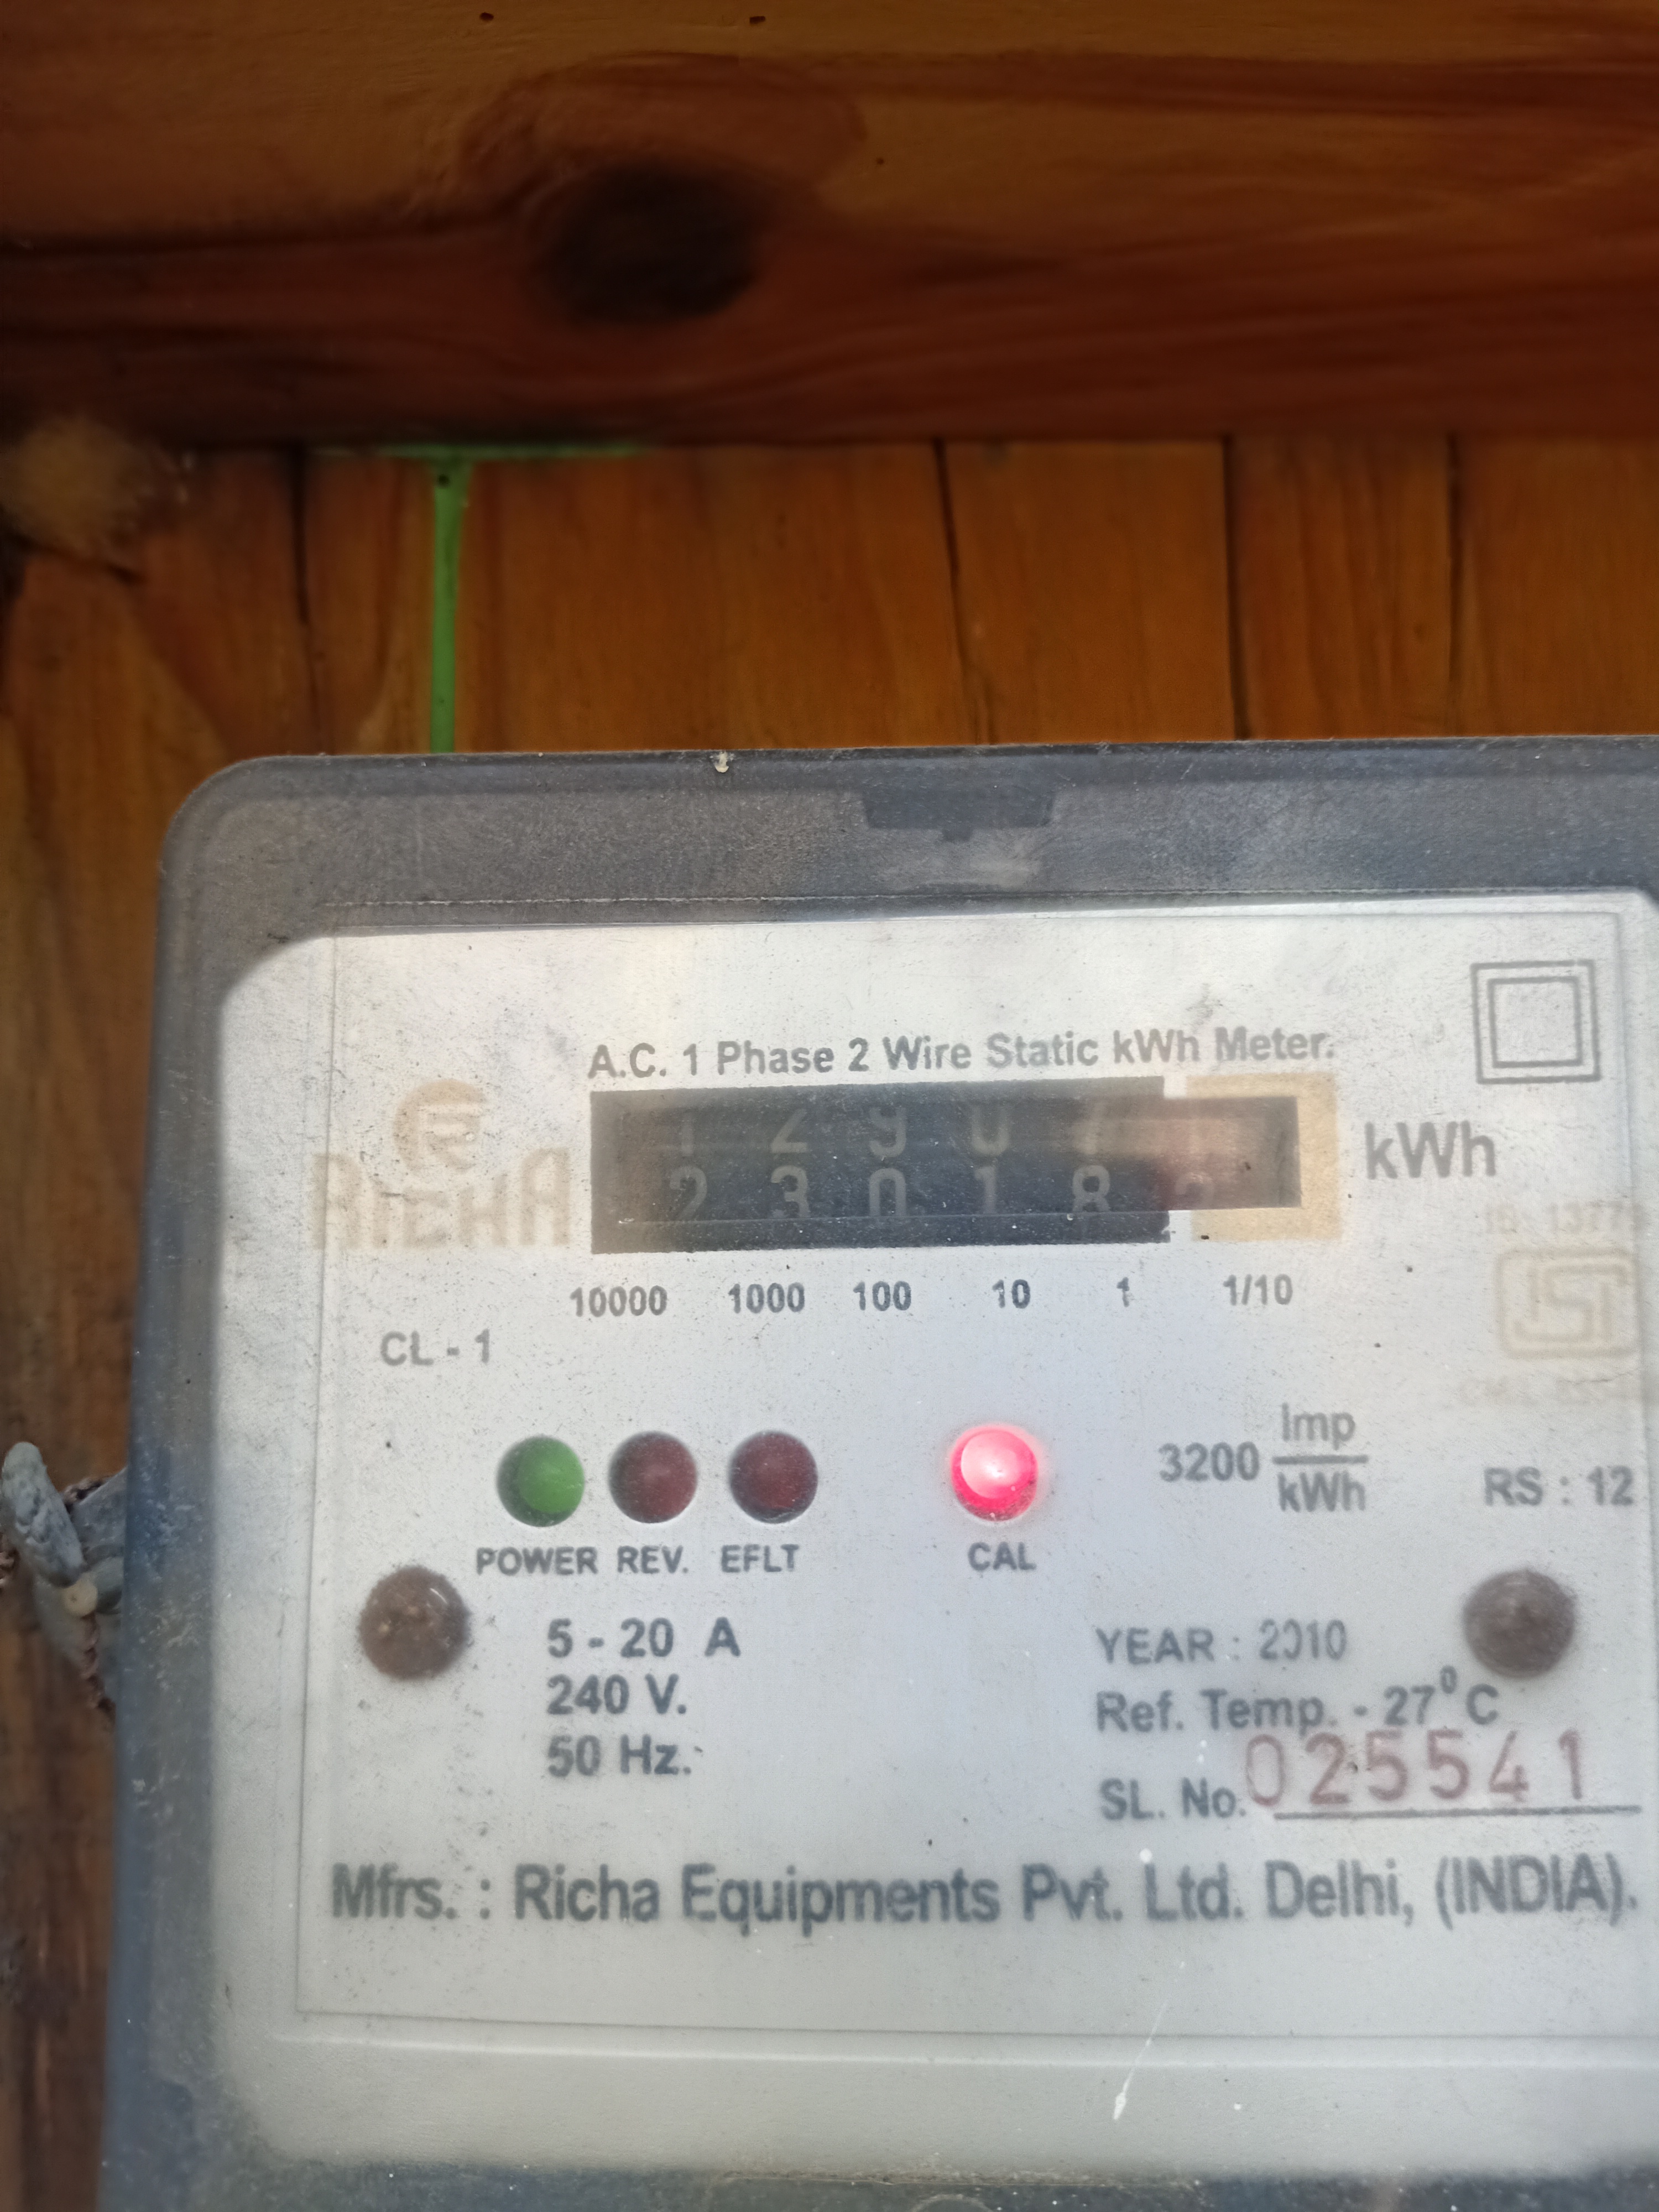 A.C. 1 Phase 2 Wire Static kWh Meter.
RICHA
2 3 0 1 8
kWh
10000 1000 100 10 1 1/10
CL - 1
3200 Imp
kWh
RS : 12
POWER REV. EFLT CAL
5 - 20 A
240 V.
50 Hz.
YEAR : 2010
Ref. Temp. - 27⁰C
SL. No. 025541
Mfrs. : Richa Equipments Pvt. Ltd. Delhi, (INDIA).